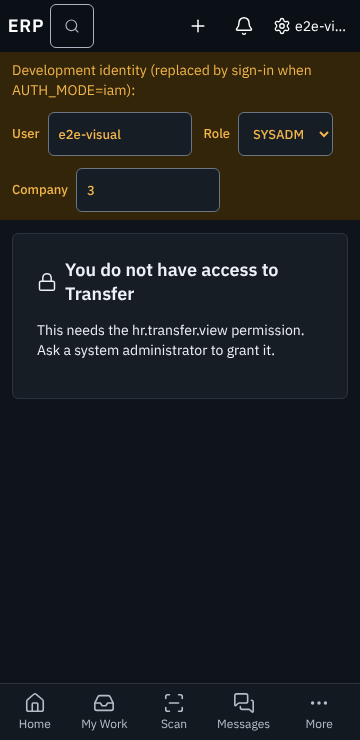 ERP
e2e-vi...
Development identity (replaced by sign-in when
AUTH_MODE=iam):
User e2e-visual Role SYSADM
Company 3
You do not have access to
Transfer
This needs the hr.transfer.view permission.
Ask a system administrator to grant it.
Home My Work Scan Messages More